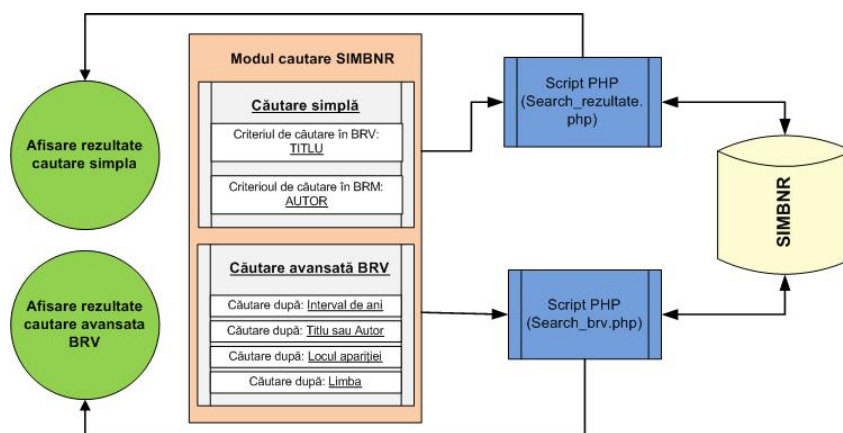 Modul cautare SIMBNR
Căutare simplă
Criteriul de căutare în BRV:
TITLU
Criterioul de căutare în BRM:
AUTOR
Căutare avansată BRV
Căutare după: Interval de ani
Căutare după: Titlu sau Autor
Căutare după: Locul apariției
Căutare după: Limba
Script PHP
(Search_rezultate.
php)
Script PHP
(Search_brv.php)
SIMBNR
Afisare rezultate
cautare simpla
Afisare rezultate
cautare avansata
BRV